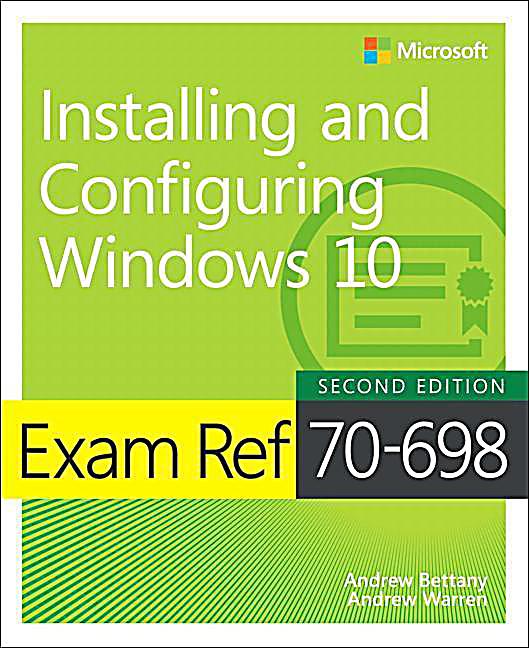 Microsoft
Installing and
Configuring
Windows 10
SECOND EDITION
Exam Ref 70-698
Andrew Bettany
Andrew Warren